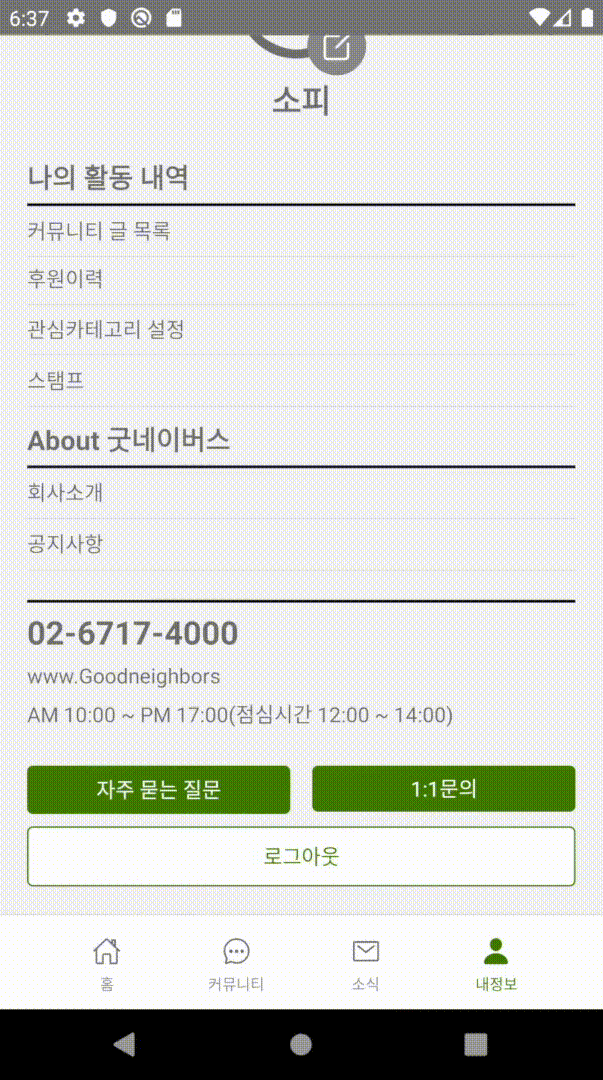 6:37
소피
나의 활동 내역
커뮤니티 글 목록
후원이력
관심카테고리 설정
스탬프
About 굿네이버스
회사소개
공지사항
02-6717-4000
www.Goodneighbors
AM 10:00 ~ PM 17:00(점심시간 12:00 ~ 14:00)
자주 묻는 질문 1:1문의
로그아웃
홈 커뮤니티 소식 내정보